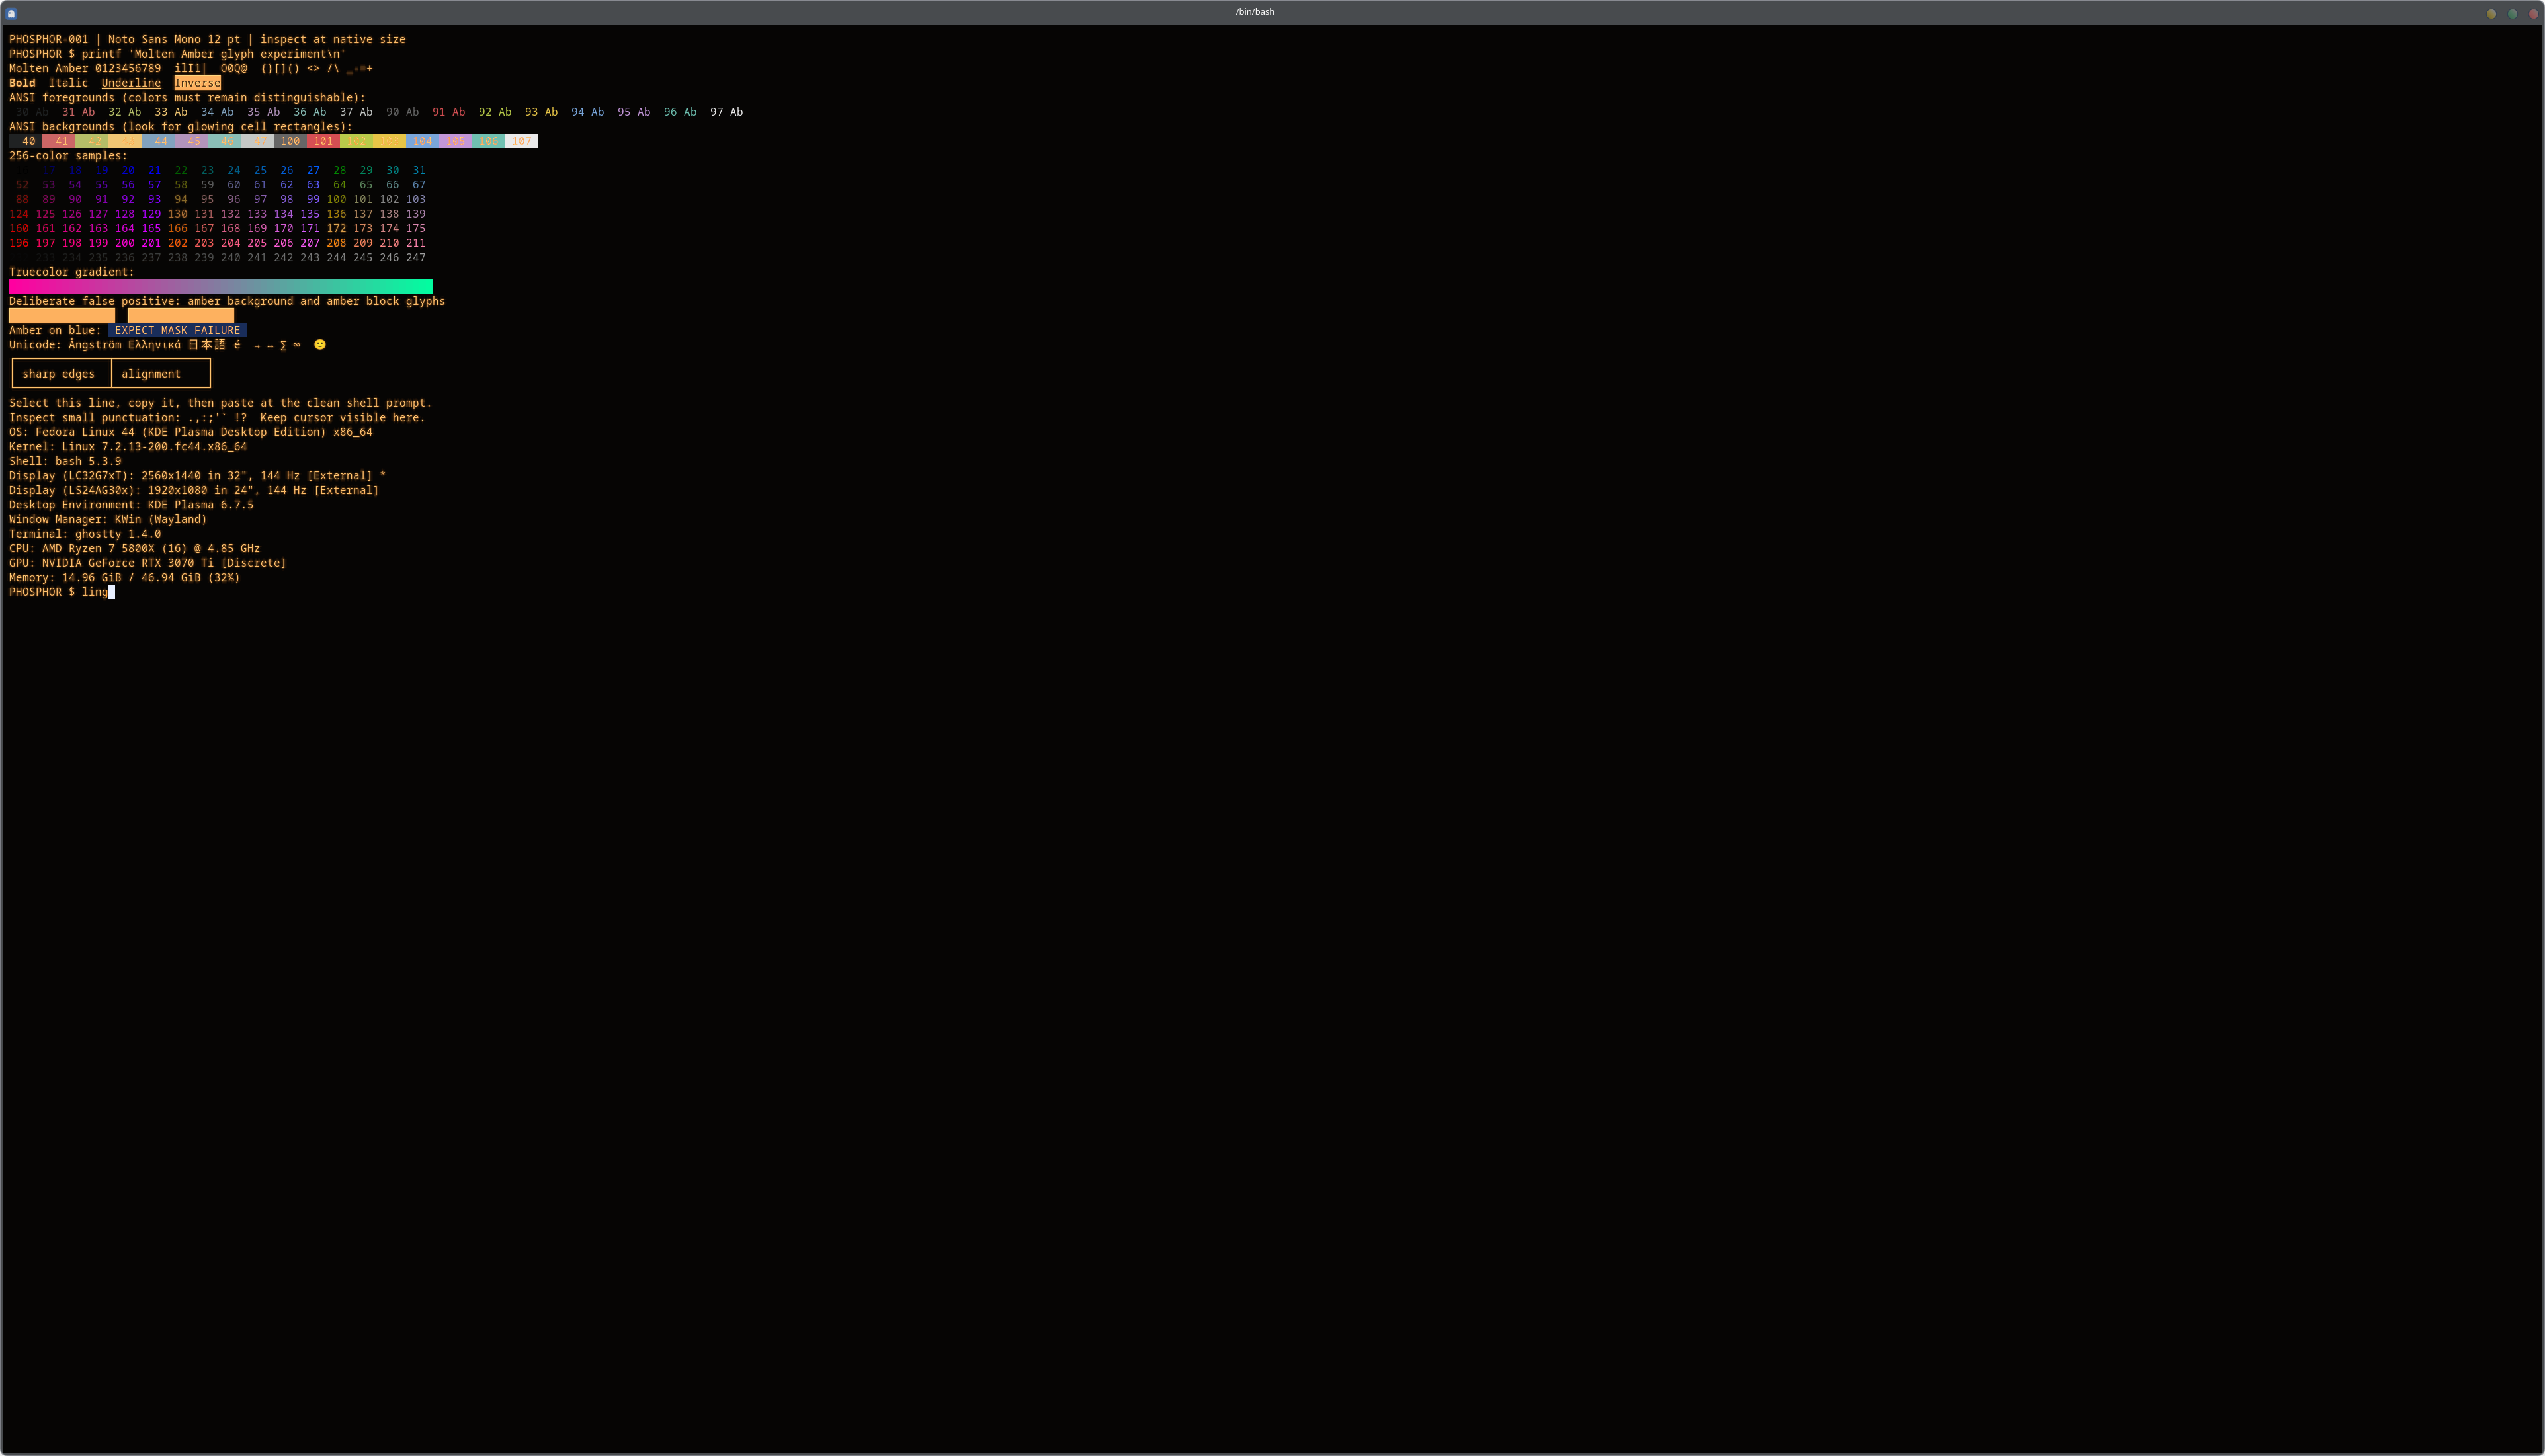 /bin/bash
PHOSPHOR-001 | Noto Sans Mono 12 pt | inspect at native size
PHOSPHOR $ printf 'Molten Amber glyph experiment\n'
Molten Amber 0123456789  ilI1|  O0Q@  {}[]() <> /\ _-=+
Bold  Italic  Underline  Inverse
ANSI foregrounds (colors must remain distinguishable):
30 Ab  31 Ab  32 Ab  33 Ab  34 Ab  35 Ab  36 Ab  37 Ab  90 Ab  91 Ab  92 Ab  93 Ab  94 Ab  95 Ab  96 Ab  97 Ab
ANSI backgrounds (look for glowing cell rectangles):
40 41 44 45 46 100 101 104 105 106 107
256-color samples:
18 19 20 21 22 23 24 25 26 27 28 29 30 31
52 53 54 55 56 57 58 59 60 61 62 63 64 65 66 67
88 89 90 91 92 93 94 95 96 97 98 99 100 101 102 103
124 125 126 127 128 129 130 131 132 133 134 135 136 137 138 139
160 161 162 163 164 165 166 167 168 169 170 171 172 173 174 175
196 197 198 199 200 201 202 203 204 205 206 207 208 209 210 211
233 234 235 236 237 238 239 240 241 242 243 244 245 246 247
Truecolor gradient:
Deliberate false positive: amber background and amber block glyphs
Amber on blue:  EXPECT MASK FAILURE
Unicode: Ångström Ελληνικά 日本語 é  → ↔ ∑ ∞  🙂
sharp edges  alignment
Select this line, copy it, then paste at the clean shell prompt.
Inspect small punctuation: .,:;'` !?  Keep cursor visible here.
OS: Fedora Linux 44 (KDE Plasma Desktop Edition) x86_64
Kernel: Linux 7.2.13-200.fc44.x86_64
Shell: bash 5.3.9
Display (LC32G7xT): 2560x1440 in 32", 144 Hz [External] *
Display (LS24AG30x): 1920x1080 in 24", 144 Hz [External]
Desktop Environment: KDE Plasma 6.7.5
Window Manager: KWin (Wayland)
Terminal: ghostty 1.4.0
CPU: AMD Ryzen 7 5800X (16) @ 4.85 GHz
GPU: NVIDIA GeForce RTX 3070 Ti [Discrete]
Memory: 14.96 GiB / 46.94 GiB (32%)
PHOSPHOR $ ling